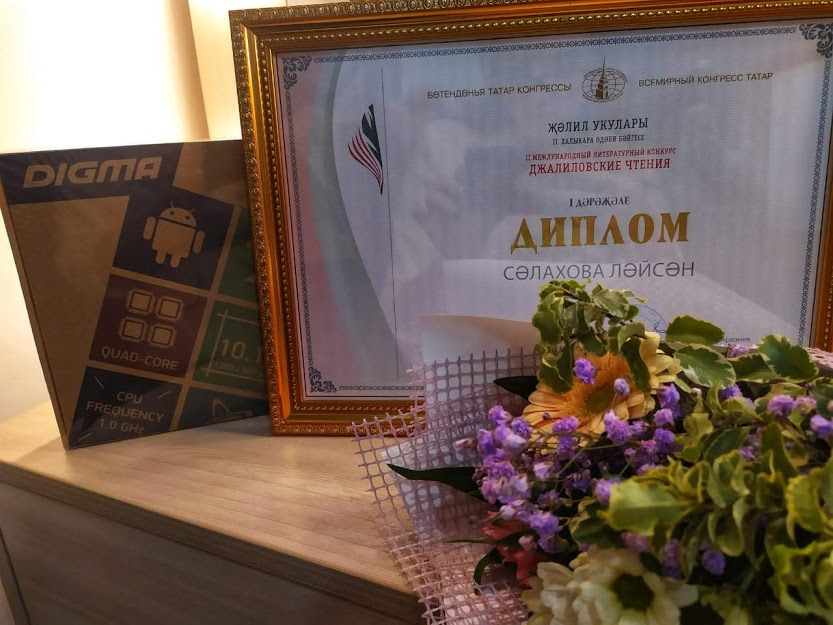 DIGMA
QUAD-CORE
10.1
CPU
FREQUENCY
1.0 GHz
БӨТЕНДӨНЬЯ ТАТАР КОНГРЕССЫ
ВСЕМИРНЫЙ КОНГРЕСС ТАТАР
ҖӘЛИЛ УКУЛАРЫ
II ХАЛЫКАРА ӘДӘБИ БӘЙГЕСЕ
II МЕЖДУНАРОДНЫЙ ЛИТЕРАТУРНЫЙ КОНКУРС
ДЖАЛИЛОВСКИЕ ЧТЕНИЯ
I ДӘРӘҖӘЛЕ
ДИПЛОМ
СӘЛАХОВА ЛӘЙСӘН